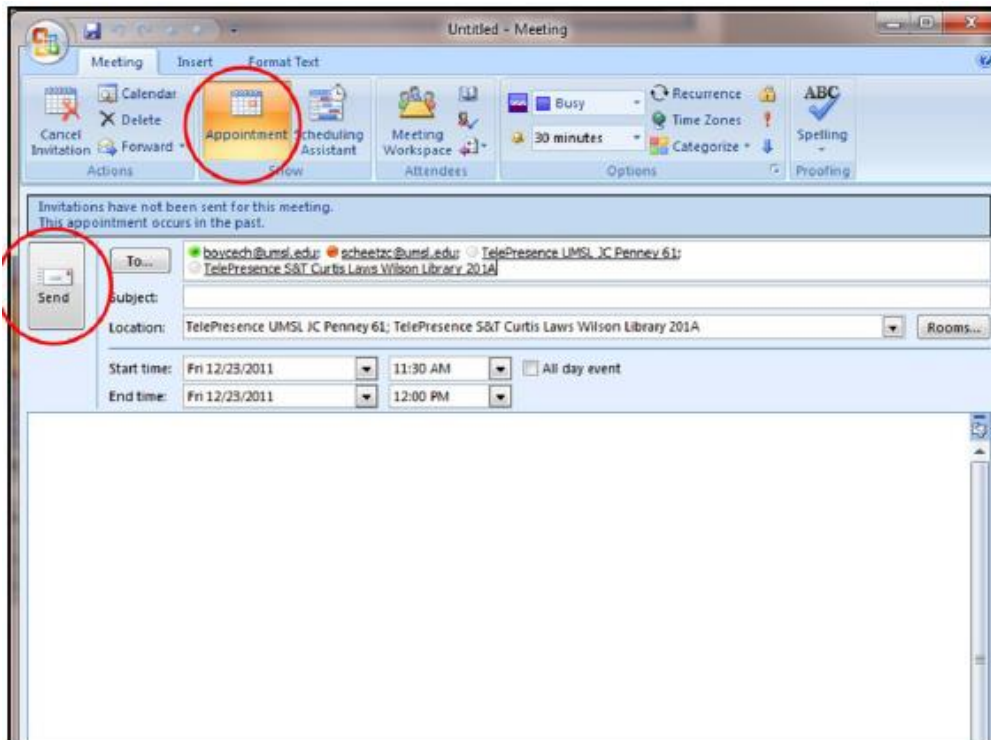 Untitled - Meeting
Meeting Insert Format Text
Calendar
Delete
Forward
Cancel Invitation
Actions
Appointment
Scheduling Assistant
Show
Meeting Workspace
Attendees
Busy
30 minutes
Recurrence
Time Zones
Categorize
Options
ABC
Spelling
Proofing
Invitations have not been sent for this meeting.
This appointment occurs in the past.
Send
To...
boycech@umsl.edu; scheetzc@umsl.edu; TelePresence UMSL JC Penney 61;
TelePresence S&T Curtis Laws Wilson Library 201A
Subject:
Location: TelePresence UMSL JC Penney 61; TelePresence S&T Curtis Laws Wilson Library 201A Rooms...
Start time: Fri 12/23/2011 11:30 AM All day event
End time: Fri 12/23/2011 12:00 PM